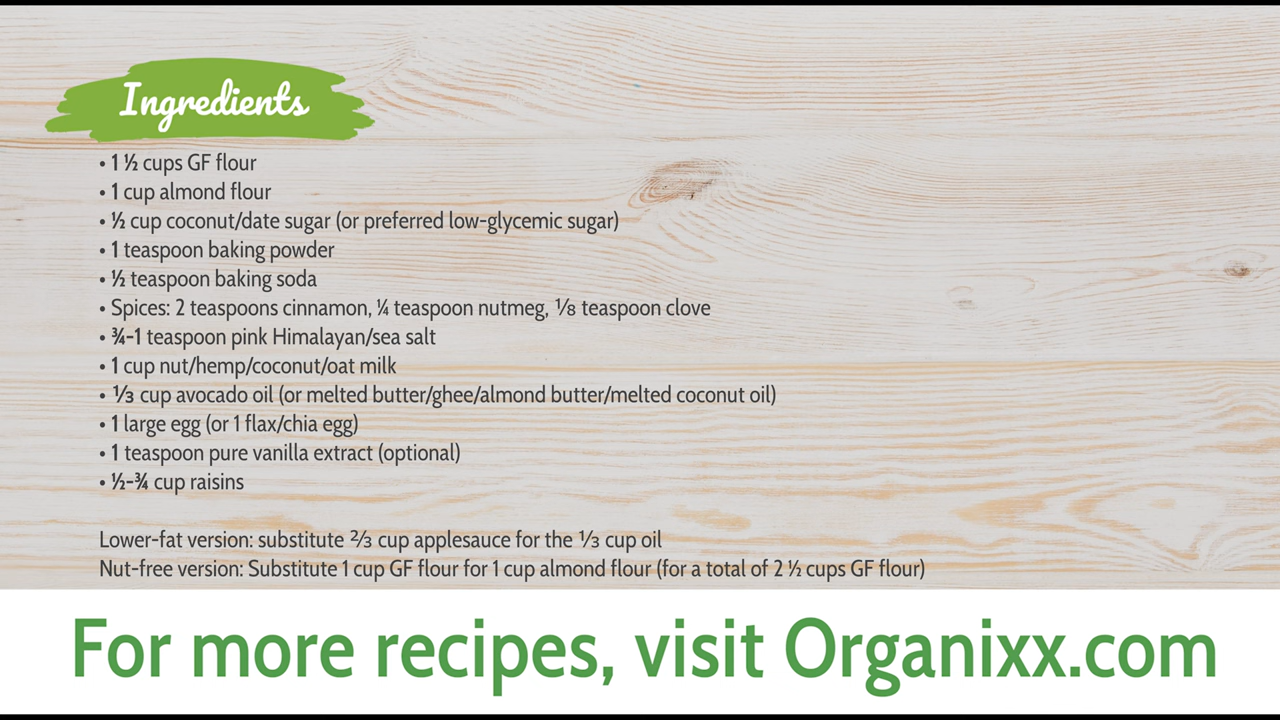 Ingredients
• 1 ½ cups GF flour
• 1 cup almond flour
• ½ cup coconut/date sugar (or preferred low-glycemic sugar)
• 1 teaspoon baking powder
• ½ teaspoon baking soda
• Spices: 2 teaspoons cinnamon, ¼ teaspoon nutmeg, ⅛ teaspoon clove
• ¾-1 teaspoon pink Himalayan/sea salt
• 1 cup nut/hemp/coconut/oat milk
• ⅓ cup avocado oil (or melted butter/ghee/almond butter/melted coconut oil)
• 1 large egg (or 1 flax/chia egg)
• 1 teaspoon pure vanilla extract (optional)
• ½-¾ cup raisins
Lower-fat version: substitute ⅔ cup applesauce for the ⅓ cup oil
Nut-free version: Substitute 1 cup GF flour for 1 cup almond flour (for a total of 2 ½ cups GF flour)
For more recipes, visit Organixx.com